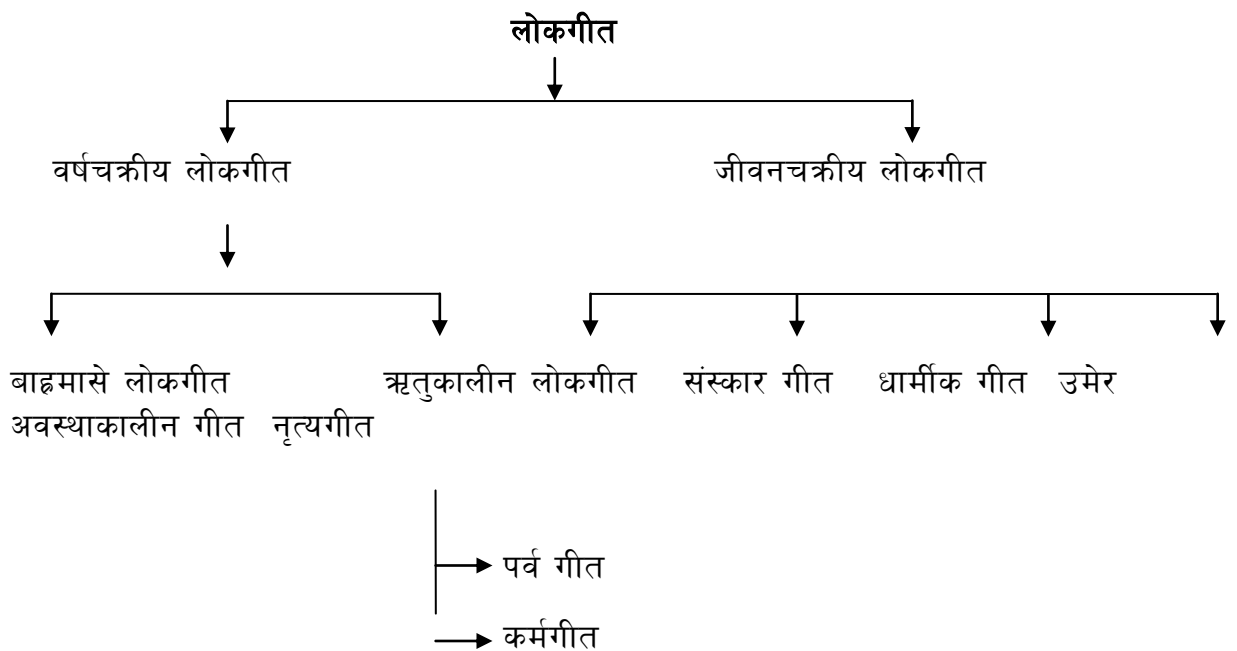 लोकगीत
वर्षचक्रीय लोकगीत जीवनचक्रीय लोकगीत
बाह्रमासे लोकगीत ऋतुकालीन लोकगीत संस्कार गीत धार्मीक गीत उमेर
अवस्थाकालीन गीत नृत्यगीत
पर्व गीत
कर्मगीत